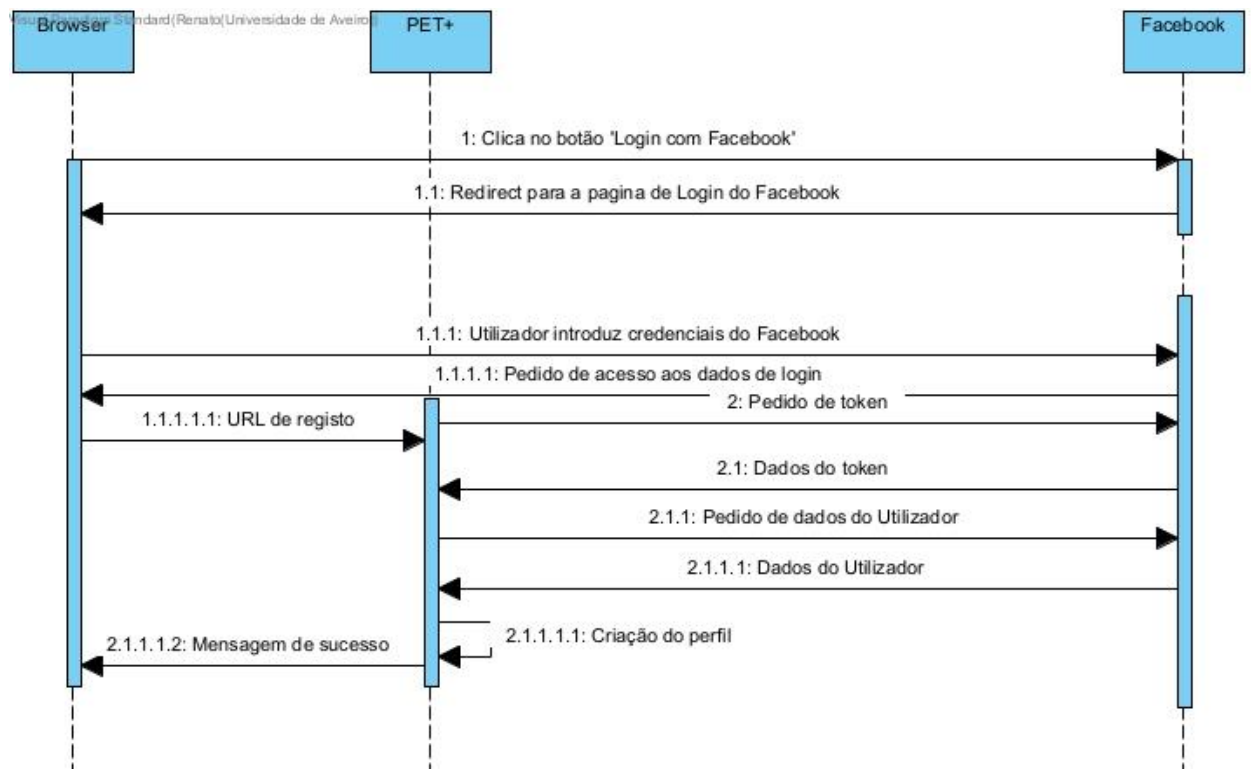 Visual Paradigm Standard(Renato(Universidade de Aveiro))
Browser
PET+
Facebook
1: Clica no botão 'Login com Facebook'
1.1: Redirect para a pagina de Login do Facebook
1.1.1: Utilizador introduz credenciais do Facebook
1.1.1.1: Pedido de acesso aos dados de login
2: Pedido de token
1.1.1.1.1: URL de registo
2.1: Dados do token
2.1.1: Pedido de dados do Utilizador
2.1.1.1: Dados do Utilizador
2.1.1.1.1: Criação do perfil
2.1.1.1.2: Mensagem de sucesso